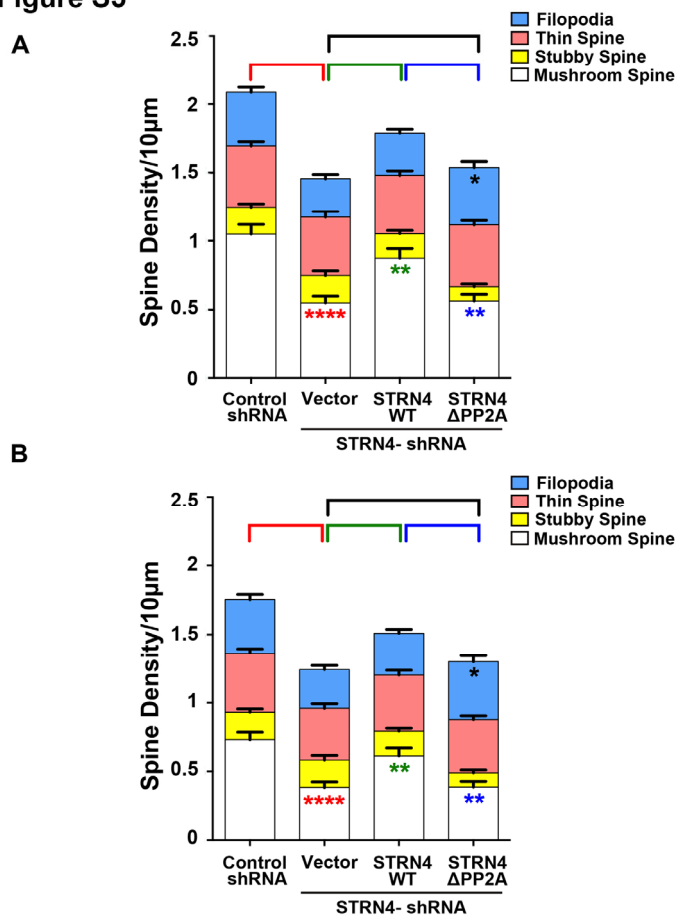 Figure S5
A
Filopodia
Thin Spine
Stubby Spine
Mushroom Spine
Spine Density/10µm
2.5
2
1.5
1
0.5
0
*
**
****
**
Control shRNA
Vector
STRN4 WT
STRN4 ΔPP2A
STRN4- shRNA
B
Filopodia
Thin Spine
Stubby Spine
Mushroom Spine
Spine Density/10µm
2.5
2
1.5
1
0.5
0
*
**
****
**
Control shRNA
Vector
STRN4 WT
STRN4 ΔPP2A
STRN4- shRNA